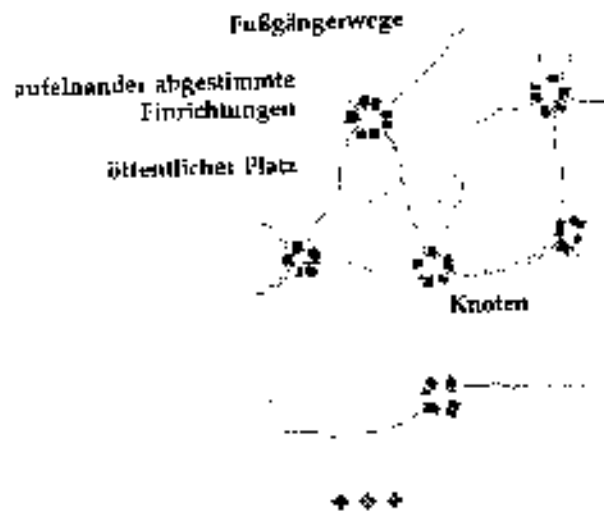 Fußgängerwege
aufeinander abgestimmte
Einrichtungen
öffentlicher Platz
Knoten